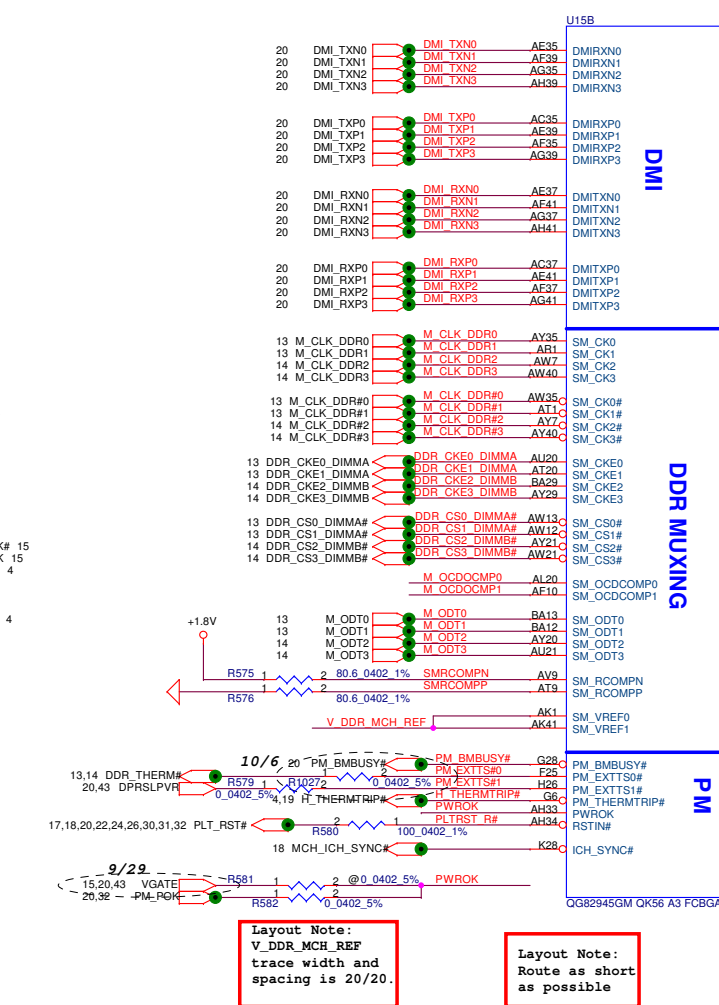 U15B
20 DMI_TXN0 DMI_TXN0 AE35 DMIRXN0
20 DMI_TXN1 DMI_TXN1 AF39 DMIRXN1
20 DMI_TXN2 DMI_TXN2 AG35 DMIRXN2
20 DMI_TXN3 DMI_TXN3 AH39 DMIRXN3
20 DMI_TXP0 DMI_TXP0 AC35 DMIRXP0
20 DMI_TXP1 DMI_TXP1 AE39 DMIRXP1
20 DMI_TXP2 DMI_TXP2 AF35 DMIRXP2
20 DMI_TXP3 DMI_TXP3 AG39 DMIRXP3
DMI
20 DMI_RXN0 DMI_RXN0 AE37 DMITXN0
20 DMI_RXN1 DMI_RXN1 AF41 DMITXN1
20 DMI_RXN2 DMI_RXN2 AG37 DMITXN2
20 DMI_RXN3 DMI_RXN3 AH41 DMITXN3
20 DMI_RXP0 DMI_RXP0 AC37 DMITXP0
20 DMI_RXP1 DMI_RXP1 AE41 DMITXP1
20 DMI_RXP2 DMI_RXP2 AF37 DMITXP2
20 DMI_RXP3 DMI_RXP3 AG41 DMITXP3
13 M_CLK_DDR0 M_CLK_DDR0 AY35 SM_CK0
13 M_CLK_DDR1 M_CLK_DDR1 AR1 SM_CK1
14 M_CLK_DDR2 M_CLK_DDR2 AW7 SM_CK2
14 M_CLK_DDR3 M_CLK_DDR3 AW40 SM_CK3
13 M_CLK_DDR#0 M_CLK_DDR#0 AW35 SM_CK0#
13 M_CLK_DDR#1 M_CLK_DDR#1 AT1 SM_CK1#
14 M_CLK_DDR#2 M_CLK_DDR#2 AY7 SM_CK2#
14 M_CLK_DDR#3 M_CLK_DDR#3 AY40 SM_CK3#
13 DDR_CKE0_DIMMA DDR_CKE0_DIMMA AU20 SM_CKE0
13 DDR_CKE1_DIMMA DDR_CKE1_DIMMA AT20 SM_CKE1
14 DDR_CKE2_DIMMB DDR_CKE2_DIMMB BA29 SM_CKE2
14 DDR_CKE3_DIMMB DDR_CKE3_DIMMB AY29 SM_CKE3
DDR MUXING
13 DDR_CS0_DIMMA# DDR_CS0_DIMMA# AW13 SM_CS0#
13 DDR_CS1_DIMMA# DDR_CS1_DIMMA# AW12 SM_CS1#
K# 15 14 DDR_CS2_DIMMB# DDR_CS2_DIMMB# AY21 SM_CS2#
K 15 14 DDR_CS3_DIMMB# DDR_CS3_DIMMB# AW21 SM_CS3#
4
M_OCDOCMP0 AL20 SM_OCDCOMP0
M_OCDOCMP1 AF10 SM_OCDCOMP1
4 +1.8V 13 M_ODT0 M_ODT0 BA13 SM_ODT0
13 M_ODT1 M_ODT1 BA12 SM_ODT1
14 M_ODT2 M_ODT2 AY20 SM_ODT2
14 M_ODT3 M_ODT3 AU21 SM_ODT3
R575 1 2 80.6_0402_1% SMRCOMPN AV9 SM_RCOMPN
R576 1 2 80.6_0402_1% SMRCOMPP AT9 SM_RCOMPP
V_DDR_MCH_REF AK1 SM_VREF0
AK41 SM_VREF1
10/6 20 PM_BMBUSY# PM_BMBUSY# G28 PM_BMBUSY#
13,14 DDR_THERM# 1 2 PM_EXTTS#0 F25 PM_EXTTS0#
20,43 DPRSLPVR R579 R1027 0_0402_5% PM_EXTTS#1 H26 PM_EXTTS1#
0_0402_5% 4,19 H_THERMTRIP# H_THERMTRIP# G6 PM_THERMTRIP#
PM
PWROK AH33 PWROK
17,18,20,22,24,26,30,31,32 PLT_RST# 2 1 PLTRST_R# AH34 RSTIN#
R580 100_0402_1%
18 MCH_ICH_SYNC# K28 ICH_SYNC#
9/29
15,20,43 VGATE R581 1 2 @0_0402_5% PWROK
20,32 PM_POK 1 2
R582 0_0402_5%
QG82945GM QK56 A3 FCBGA
Layout Note:
V_DDR_MCH_REF
trace width and
spacing is 20/20.
Layout Note:
Route as short
as possible